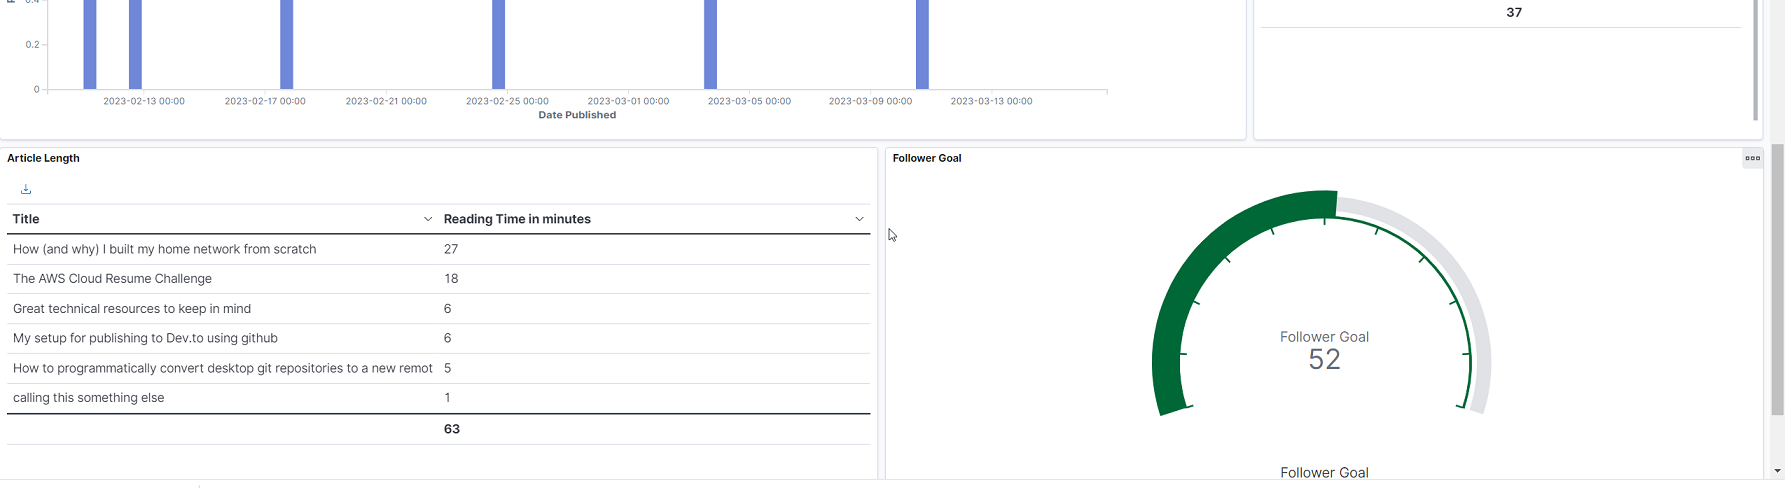 0.4
37
0.2
0
2023-02-13 00:00 2023-02-17 00:00 2023-02-21 00:00 2023-02-25 00:00 2023-03-01 00:00 2023-03-05 00:00 2023-03-09 00:00 2023-03-13 00:00
Date Published
Article Length
Title Reading Time in minutes
How (and why) I built my home network from scratch 27
The AWS Cloud Resume Challenge 18
Great technical resources to keep in mind 6
My setup for publishing to Dev.to using github 6
How to programmatically convert desktop git repositories to a new remot 5
calling this something else 1
63
Follower Goal
Follower Goal
52
Follower Goal